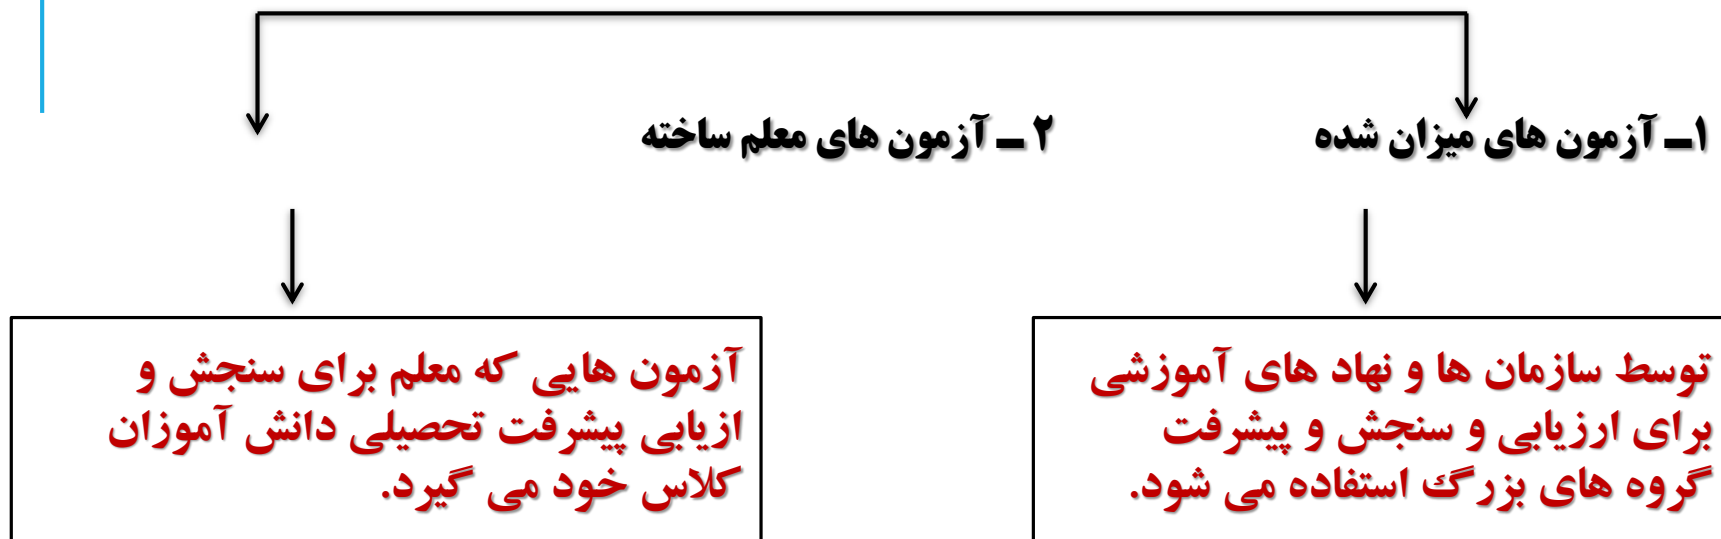 ۱ـ آزمون های میزان شده
۲ ـ آزمون های معلم ساخته
توسط سازمان ها و نهاد های آموزشی
برای ارزیابی و سنجش و پیشرفت
گروه های بزرگ استفاده می شود.
آزمون هایی که معلم برای سنجش و
ازیابی پیشرفت تحصیلی دانش آموزان
کلاس خود می گیرد.